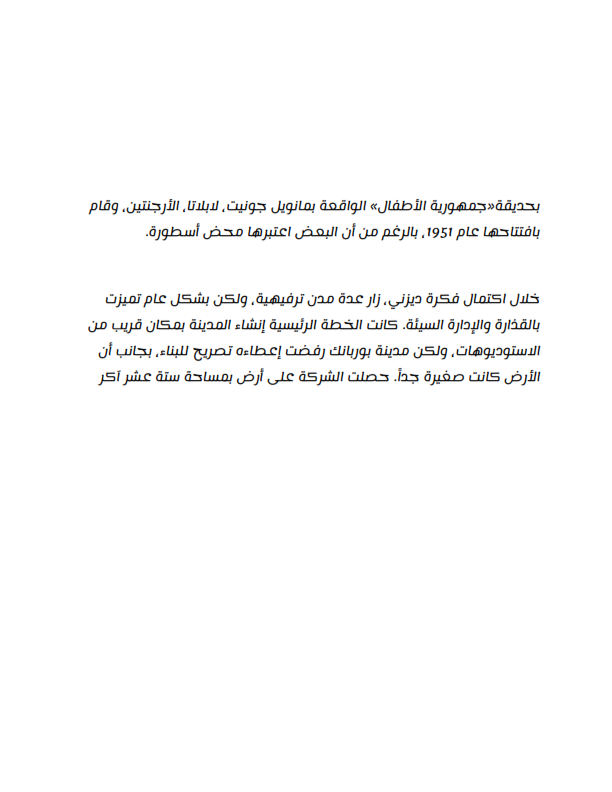 بحديقة«جمهورية الأطفال» الواقعة بمانويل جونيت، لابلاتا، الأرجنتين، وقام
بافتتاحها عام 1951، بالرغم من أن البعض اعتبرها محض أسطورة.
خلال اكتمال فكرة ديزني، زار عدة مدن ترفيهية، ولكن بشكل عام تميزت
بالقذارة والإدارة السيئة. كانت الخطة الرئيسية إنشاء المدينة بمكان قريب من
الاستوديوهات، ولكن مدينة بوربانك رفضت إعطاءه تصريح للبناء، بجانب أن
الأرض كانت صغيرة جداً. حصلت الشركة على أرض بمساحة ستة عشر آكر